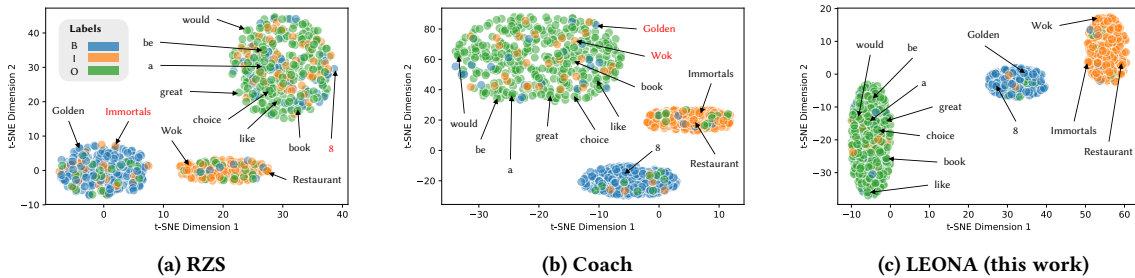 Labels
B
I
O
would
be
a
great
choice
like
book
8
Golden
Immortals
Wok
Restaurant
40
30
20
10
0
−10
t-SNE Dimension 2
0
10
20
30
40
t-SNE Dimension 1
(a) RZS
Golden
Wok
book
Immortals
like
choice
great
a
be
would
8
Restaurant
80
60
40
20
0
−20
t-SNE Dimension 2
−30
−20
−10
0
10
t-SNE Dimension 1
(b) Coach
Wok
Golden
would
be
a
great
choice
book
like
8
Immortals
Restaurant
20
10
0
−10
−20
−30
t-SNE Dimension 2
−10
0
10
20
30
40
50
60
t-SNE Dimension 1
(c) LEONA (this work)